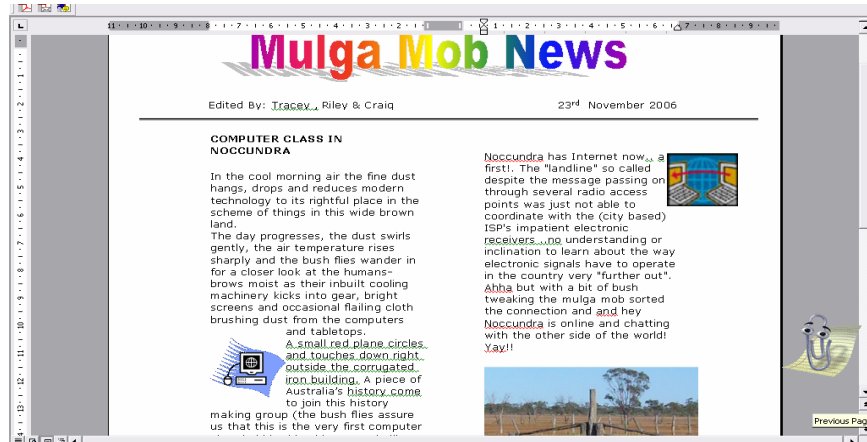 Mulga Mob News
Edited By: Tracey , Riley & Craig
23rd November 2006
COMPUTER CLASS IN
NOCCUNDRA
In the cool morning air the fine dust
hangs, drops and reduces modern
technology to its rightful place in the
scheme of things in this wide brown
land.
The day progresses, the dust swirls
gently, the air temperature rises
sharply and the bush flies wander in
for a closer look at the humans-
brows moist as their inbuilt cooling
machinery kicks into gear, bright
screens and occasional flailing cloth
brushing dust from the computers
and tabletops.
A small red plane circles
and touches down right
outside the corrugated
iron building. A piece of
Australia's history come
to join this history
making group (the bush flies assure
us that this is the very first computer
Noccundra has Internet now.. a
first!. The "landline" so called
despite the message passing on
through several radio access
points was just not able to
coordinate with the (city based)
ISP's impatient electronic
receivers ..no understanding or
inclination to learn about the way
electronic signals have to operate
in the country very "further out".
Ahha but with a bit of bush
tweaking the mulga mob sorted
the connection and and hey
Noccundra is online and chatting
with the other side of the world!
Yay!!
Previous Pag